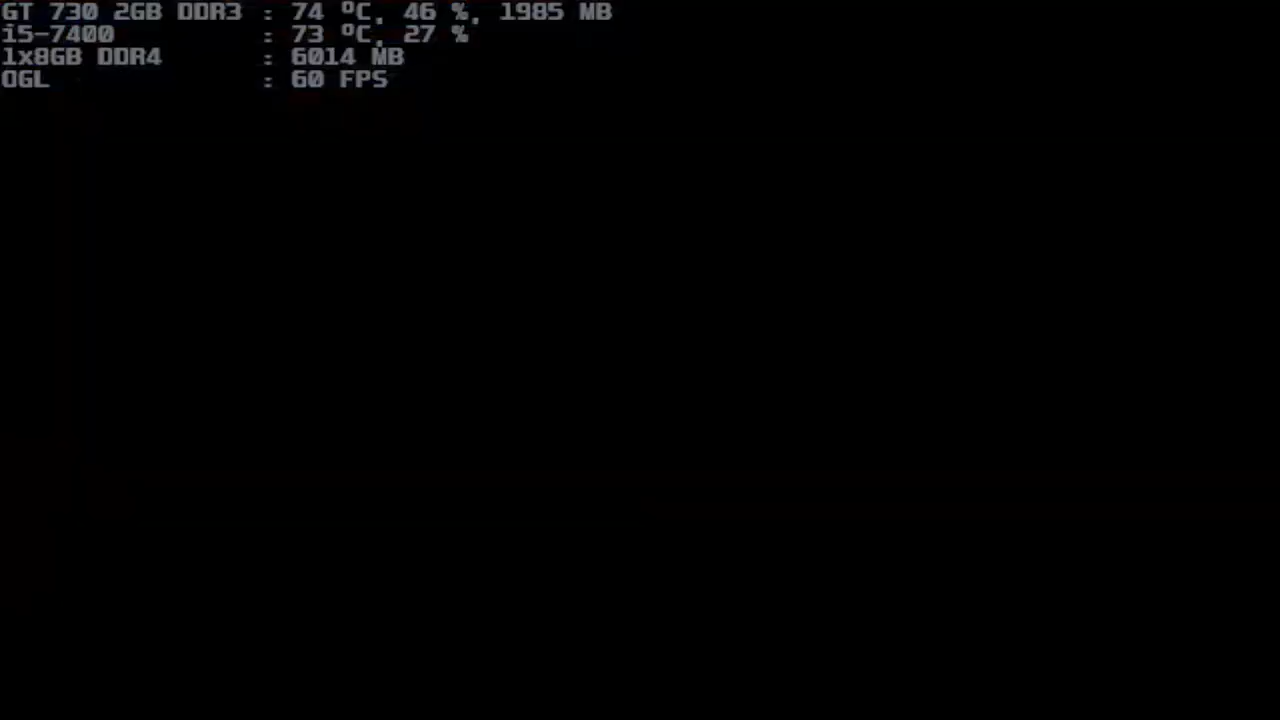 GT 730 2GB DDR3 : 74 ºC, 46 %, 1985 MB
i5-7400 : 73 ºC, 27 %
1x8GB DDR4 : 6014 MB
OGL : 60 FPS